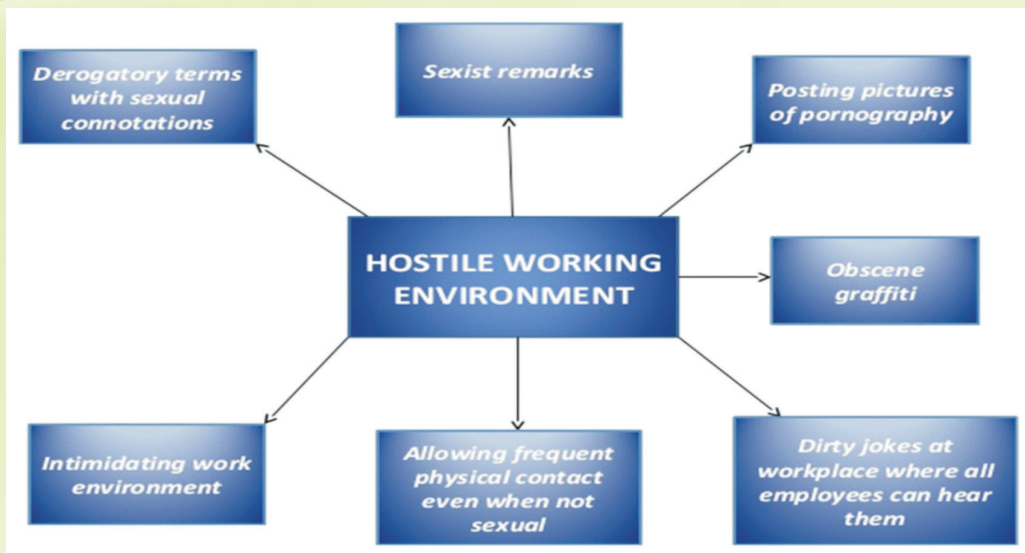 Derogatory terms
with sexual
connotations
Sexist remarks
Posting pictures
of pornography
HOSTILE WORKING
ENVIRONMENT
Obscene
graffiti
Intimidating work
environment
Allowing frequent
physical contact
even when not
sexual
Dirty jokes at
workplace where all
employees can hear
them